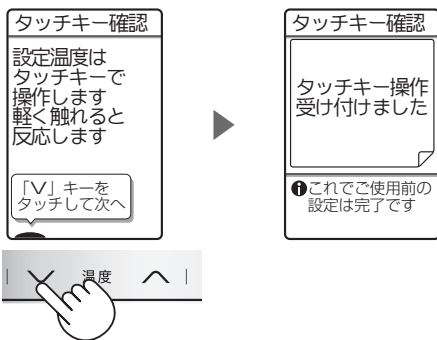 タッチキー確認
設定温度は
タッチキーで
操作します
軽く触れると
反応します
「∨」キーを
タッチして次へ
温度
タッチキー確認
タッチキー操作
受け付けました
これでご使用前の
設定は完了です